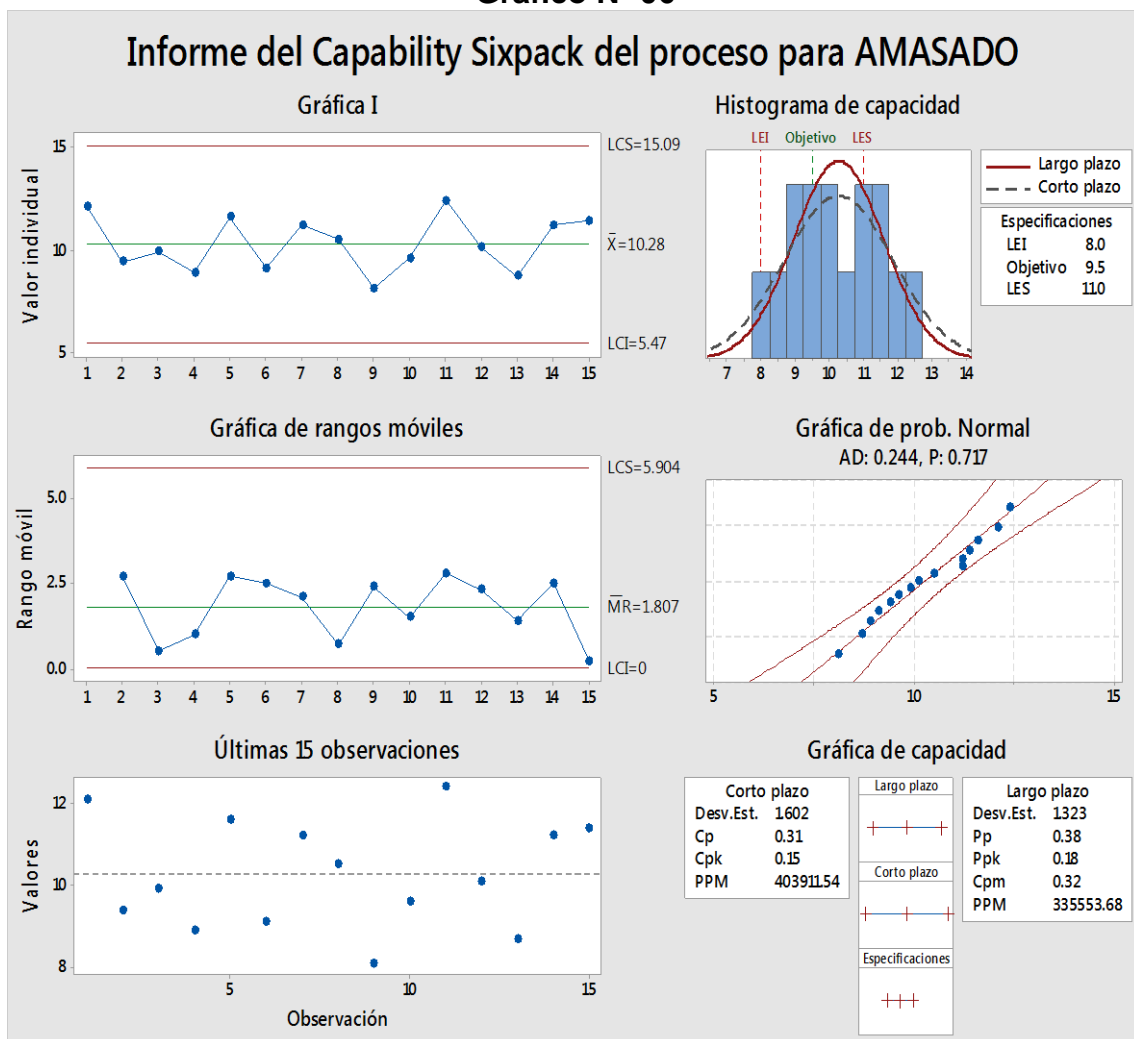 Informe del Capability Sixpack del proceso para AMASADO
Gráfica I
Valor individual
15
10
5
LCS=15.09
X̄=10.28
LCI=5.47
1 2 3 4 5 6 7 8 9 10 11 12 13 14 15
Histograma de capacidad
LEI Objetivo LES
Largo plazo
Corto plazo
Especificaciones
LEI 8.0
Objetivo 9.5
LES 11.0
7 8 9 10 11 12 13 14
Gráfica de rangos móviles
Rango móvil
5.0
2.5
0.0
LCS=5.904
M̅R̅=1.807
LCI=0
1 2 3 4 5 6 7 8 9 10 11 12 13 14 15
Gráfica de prob. Normal
AD: 0.244, P: 0.717
5 10 15
Últimas 15 observaciones
Valores
12
10
8
5 10 15
Observación
Gráfica de capacidad
Corto plazo
Desv.Est. 1.602
Cp 0.31
Cpk 0.15
PPM 403911.54
Largo plazo
Corto plazo
Especificaciones
Largo plazo
Desv.Est. 1.323
Pp 0.38
Ppk 0.18
Cpm 0.32
PPM 335553.68